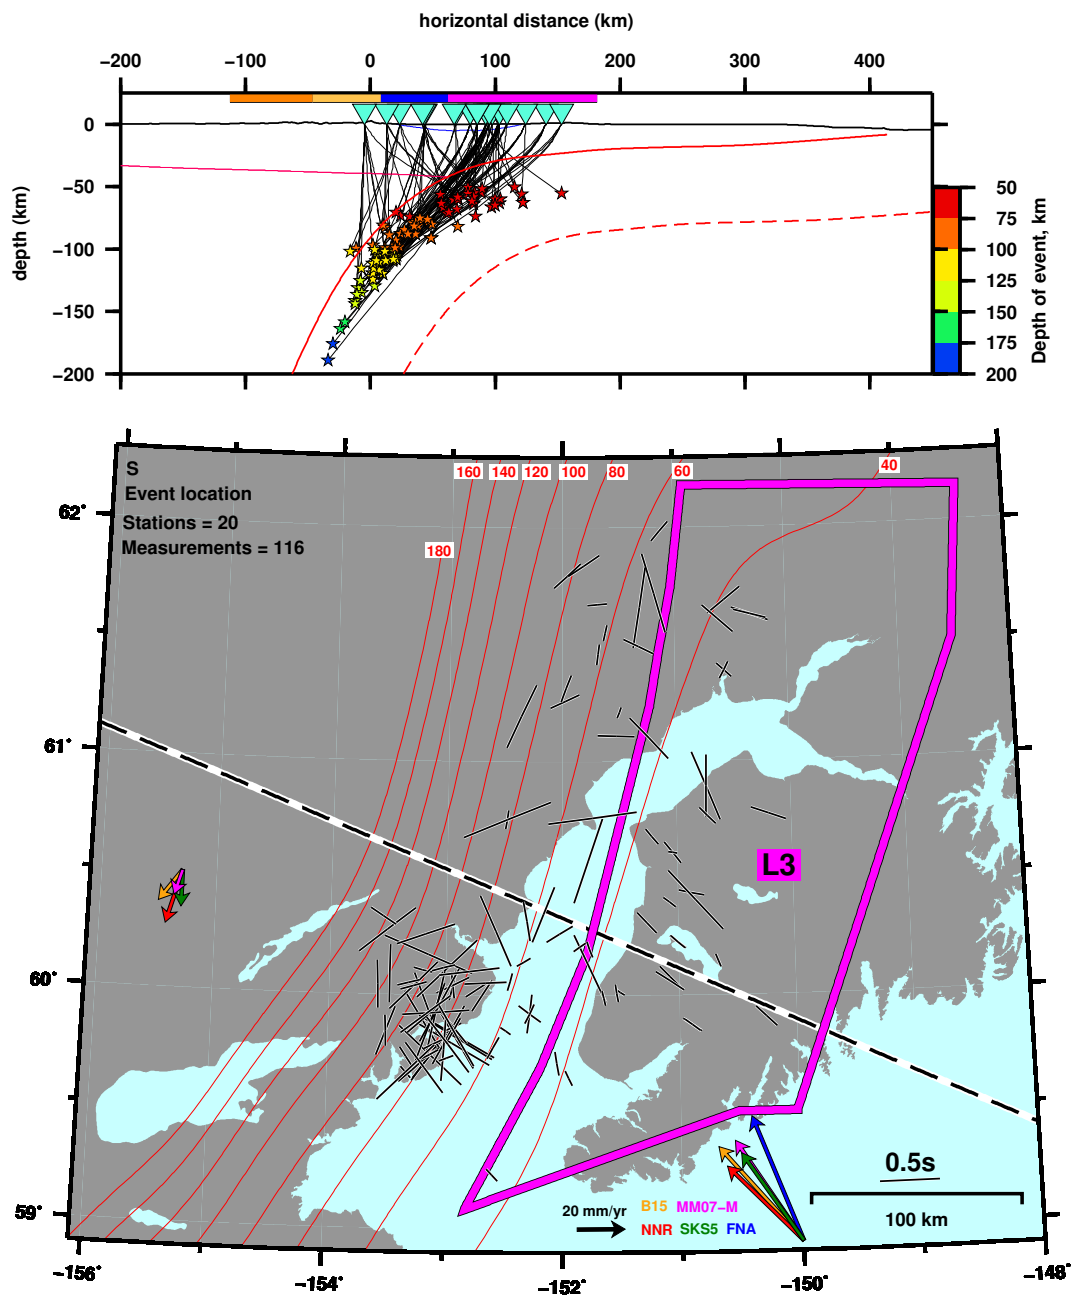 horizontal distance (km)
−200 −100 0 100 200 300 400
0
−50
−100
−150
−200
depth (km)
50
75
100
125
150
175
200
Depth of event, km
S
Event location
Stations = 20
Measurements = 116
160 140 120 100 80 60 40
180
62°
61°
60°
59°
L3
0.5s
100 km
20 mm/yr
B15 MM07−M
NNR SKS5 FNA
−156° −154° −152° −150° −148°